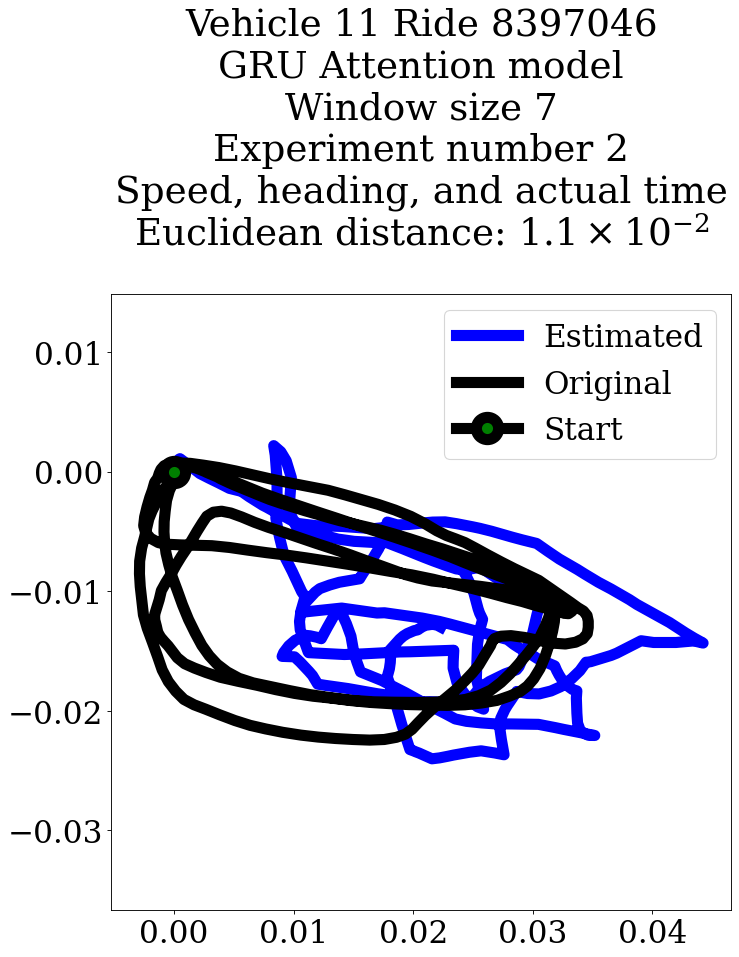 Vehicle 11 Ride 8397046
GRU Attention model
Window size 7
Experiment number 2
Speed, heading, and actual time
Euclidean distance: 1.1 × 10⁻²
Estimated
Original
Start
0.01
0.00
−0.01
−0.02
−0.03
0.00 0.01 0.02 0.03 0.04